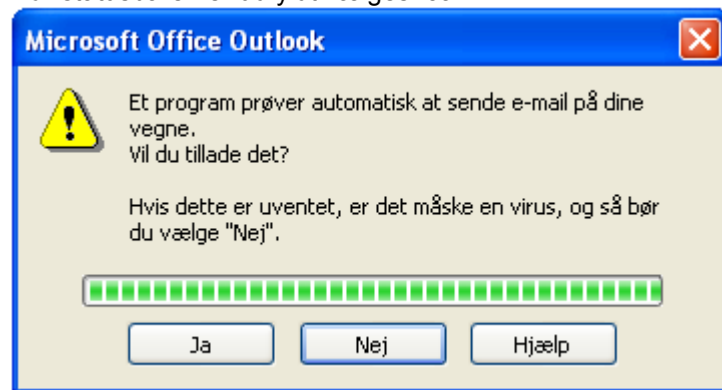 Microsoft Office Outlook
Et program prøver automatisk at sende e-mail på dine
vegne.
Vil du tillade det?
Hvis dette er uventet, er det måske en virus, og så bør
du vælge "Nej".
Ja
Nej
Hjælp